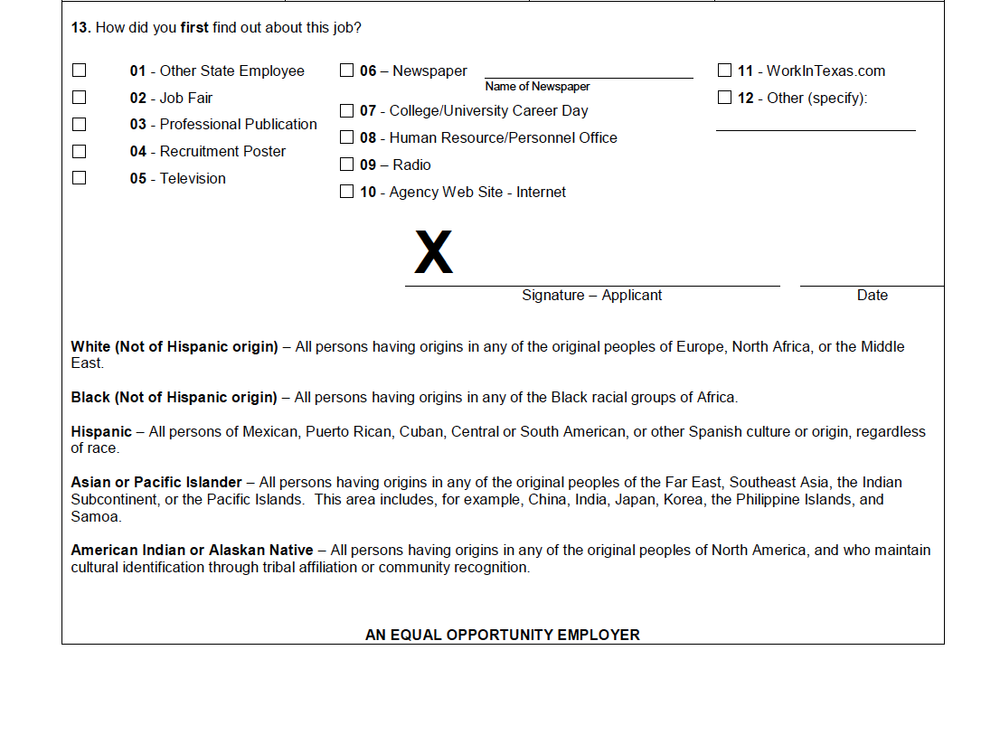 13. How did you first find out about this job?
01 - Other State Employee
02 - Job Fair
03 - Professional Publication
04 - Recruitment Poster
05 - Television
06 – Newspaper
Name of Newspaper
07 - College/University Career Day
08 - Human Resource/Personnel Office
09 – Radio
10 - Agency Web Site - Internet
11 - WorkInTexas.com
12 - Other (specify):
X
Signature – Applicant
Date
White (Not of Hispanic origin) – All persons having origins in any of the original peoples of Europe, North Africa, or the Middle
East.
Black (Not of Hispanic origin) – All persons having origins in any of the Black racial groups of Africa.
Hispanic – All persons of Mexican, Puerto Rican, Cuban, Central or South American, or other Spanish culture or origin, regardless
of race.
Asian or Pacific Islander – All persons having origins in any of the original peoples of the Far East, Southeast Asia, the Indian
Subcontinent, or the Pacific Islands.  This area includes, for example, China, India, Japan, Korea, the Philippine Islands, and
Samoa.
American Indian or Alaskan Native – All persons having origins in any of the original peoples of North America, and who maintain
cultural identification through tribal affiliation or community recognition.
AN EQUAL OPPORTUNITY EMPLOYER